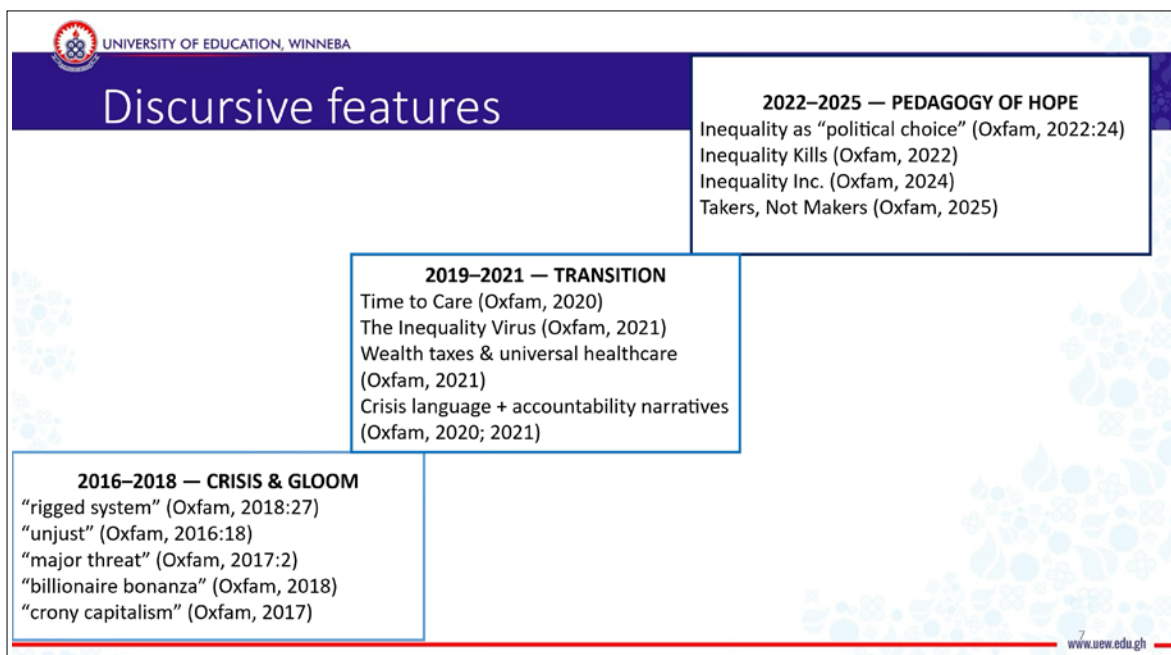 UNIVERSITY OF EDUCATION, WINNEBA
Discursive features
2022–2025 — PEDAGOGY OF HOPE
Inequality as “political choice” (Oxfam, 2022:24)
Inequality Kills (Oxfam, 2022)
Inequality Inc. (Oxfam, 2024)
Takers, Not Makers (Oxfam, 2025)
2019–2021 — TRANSITION
Time to Care (Oxfam, 2020)
The Inequality Virus (Oxfam, 2021)
Wealth taxes & universal healthcare
(Oxfam, 2021)
Crisis language + accountability narratives
(Oxfam, 2020; 2021)
2016–2018 — CRISIS & GLOOM
“rigged system” (Oxfam, 2018:27)
“unjust” (Oxfam, 2016:18)
“major threat” (Oxfam, 2017:2)
“billionaire bonanza” (Oxfam, 2018)
“crony capitalism” (Oxfam, 2017)
7
www.uew.edu.gh